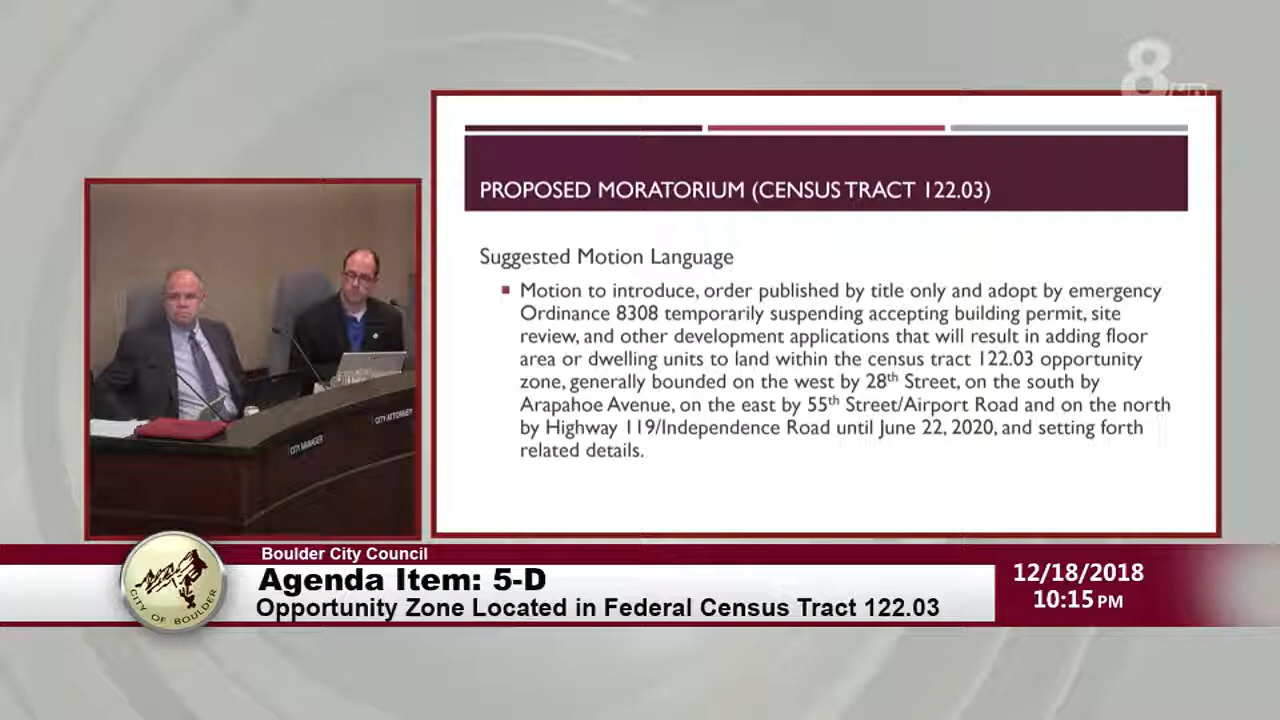 8
HD
PROPOSED MORATORIUM (CENSUS TRACT 122.03)
Suggested Motion Language
Motion to introduce, order published by title only and adopt by emergency
Ordinance 8308 temporarily suspending accepting building permit, site
review, and other development applications that will result in adding floor
area or dwelling units to land within the census tract 122.03 opportunity
zone, generally bounded on the west by 28th Street, on the south by
Arapahoe Avenue, on the east by 55th Street/Airport Road and on the north
by Highway 119/Independence Road until June 22, 2020, and setting forth
related details.
CITY MANAGER
CITY ATTORNEY
Boulder City Council
Agenda Item: 5-D
Opportunity Zone Located in Federal Census Tract 122.03
12/18/2018
10:15 PM
CITY OF BOULDER